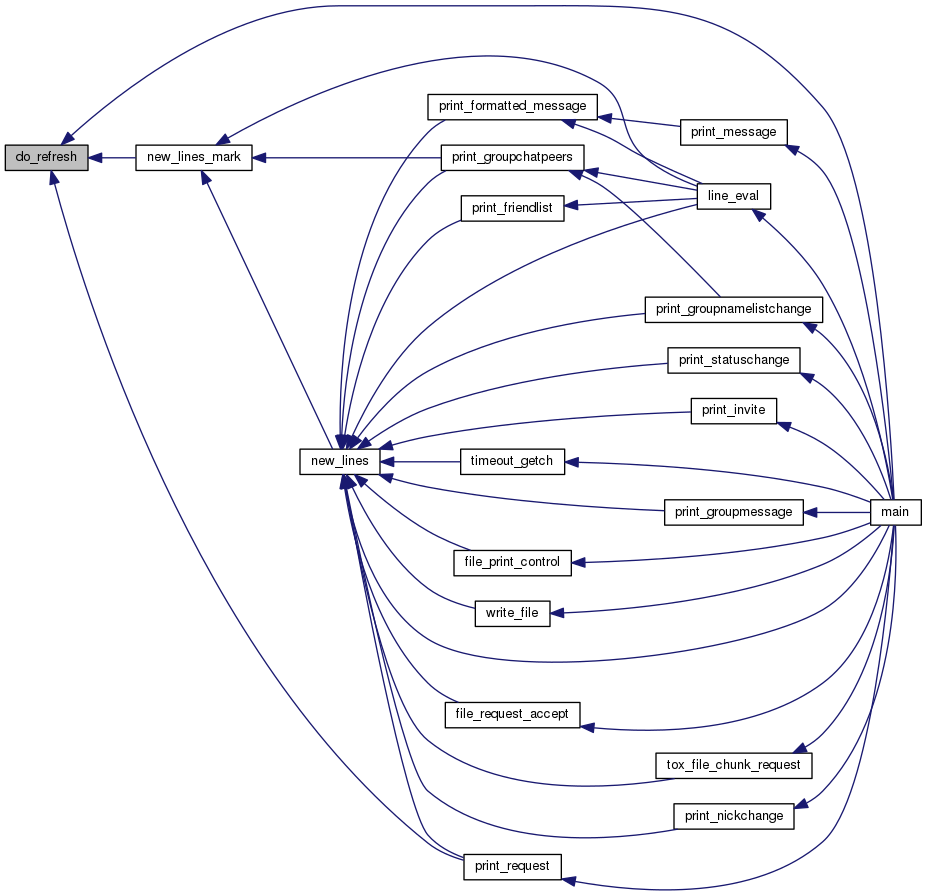 print_formatted_message
print_message
do_refresh
new_lines_mark
print_groupchatpeers
line_eval
print_friendlist
print_groupnamelistchange
print_statuschange
print_invite
new_lines
timeout_getch
print_groupmessage
main
file_print_control
write_file
file_request_accept
tox_file_chunk_request
print_nickchange
print_request